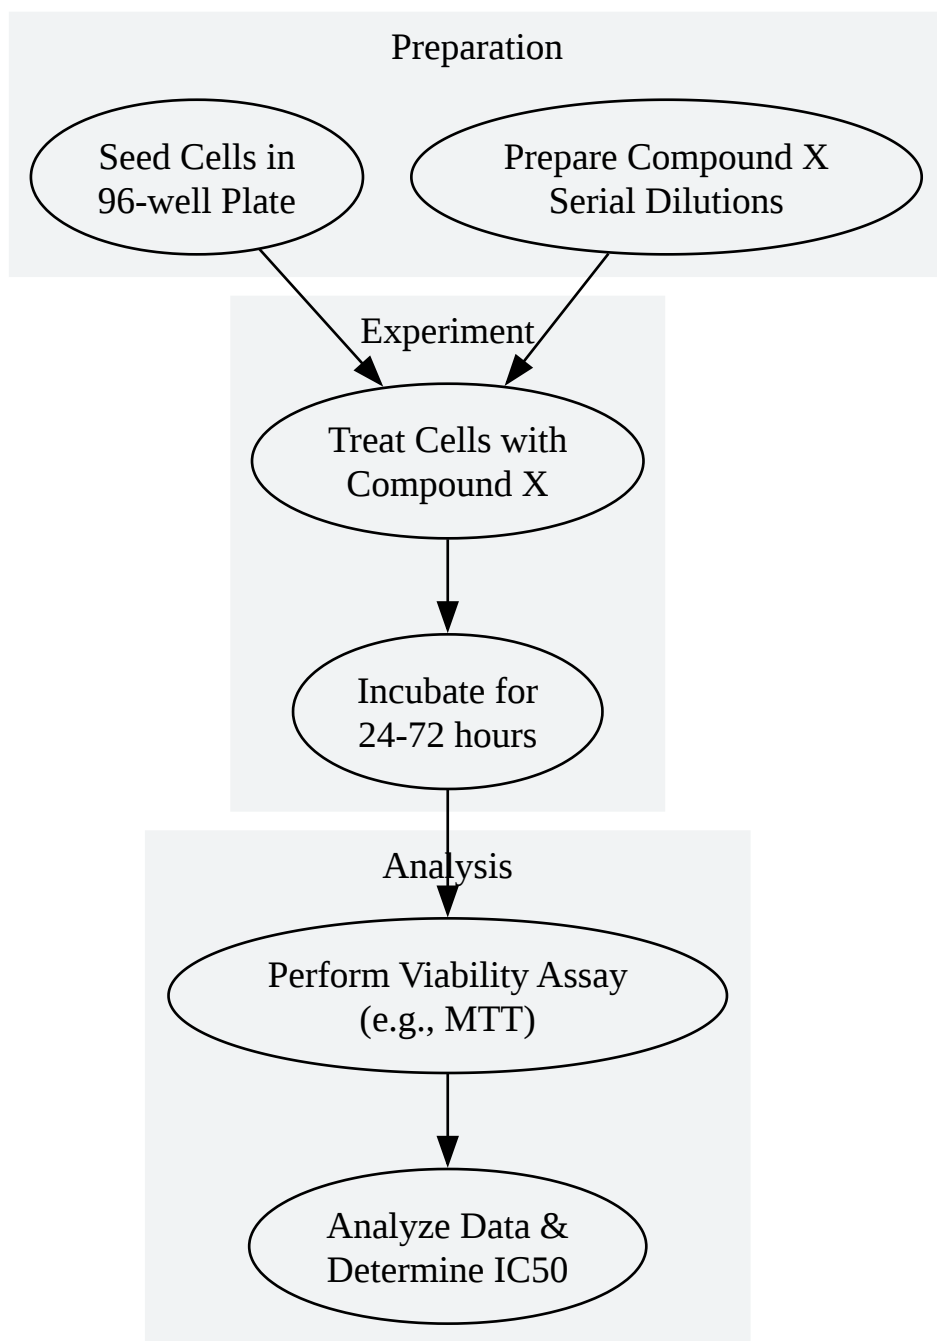 Preparation
Seed Cells in
96-well Plate
Prepare Compound X
Serial Dilutions
Experiment
Treat Cells with
Compound X
Incubate for
24-72 hours
Analysis
Perform Viability Assay
(e.g., MTT)
Analyze Data &
Determine IC50